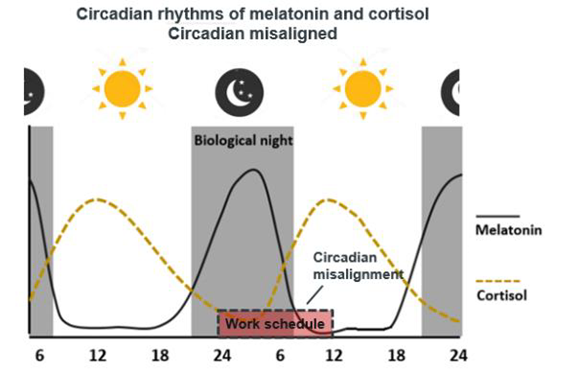 Circadian rhythms of melatonin and cortisol
Circadian misaligned
Biological night
Melatonin
Circadian
misalignment
Cortisol
Work schedule
6 12 18 24 6 12 18 24